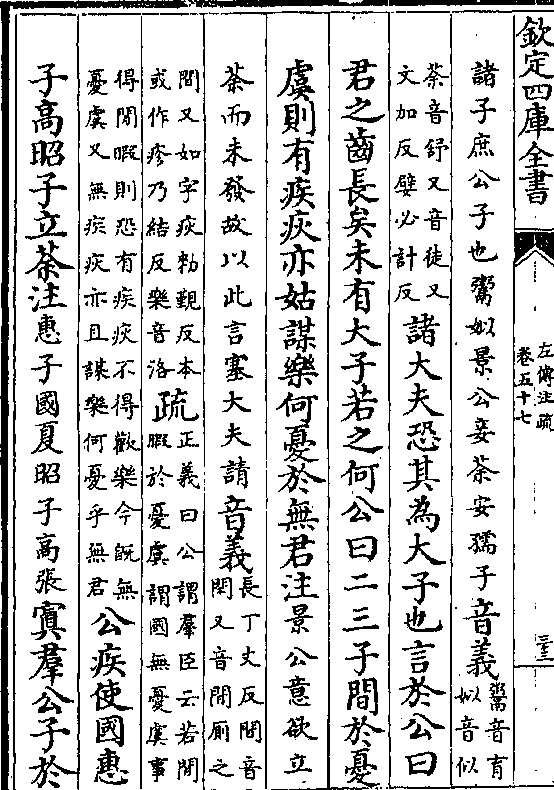 欽定四庫全書
左傳注疏
卷五十七
三三
諸子庶公子也鬻姒景公妾荼安孺子音義鬻音育
姒音似
荼音舒又音徒又
文加反嬖必計反諸大夫恐其為大子也言於公曰
君之齒長矣未有大子若之何公曰二三子間於憂
虞則有疾疢亦姑謀樂何憂於無君注景公意欲立
荼而未發故以此言塞大夫請音義長丁丈反間音
閑又音間廁之
間又如字疢勑覲反本
或作疹乃結反樂音洛疏正義曰公謂羣臣云若閒
暇於憂虞謂國無憂虞事
得閒暇則恐有疾疢不得歡樂今既無
憂虞又無疾疢亦且謀樂何憂乎無君公疾使國惠
子高昭子立荼注惠子國夏昭子高張寘羣公子於